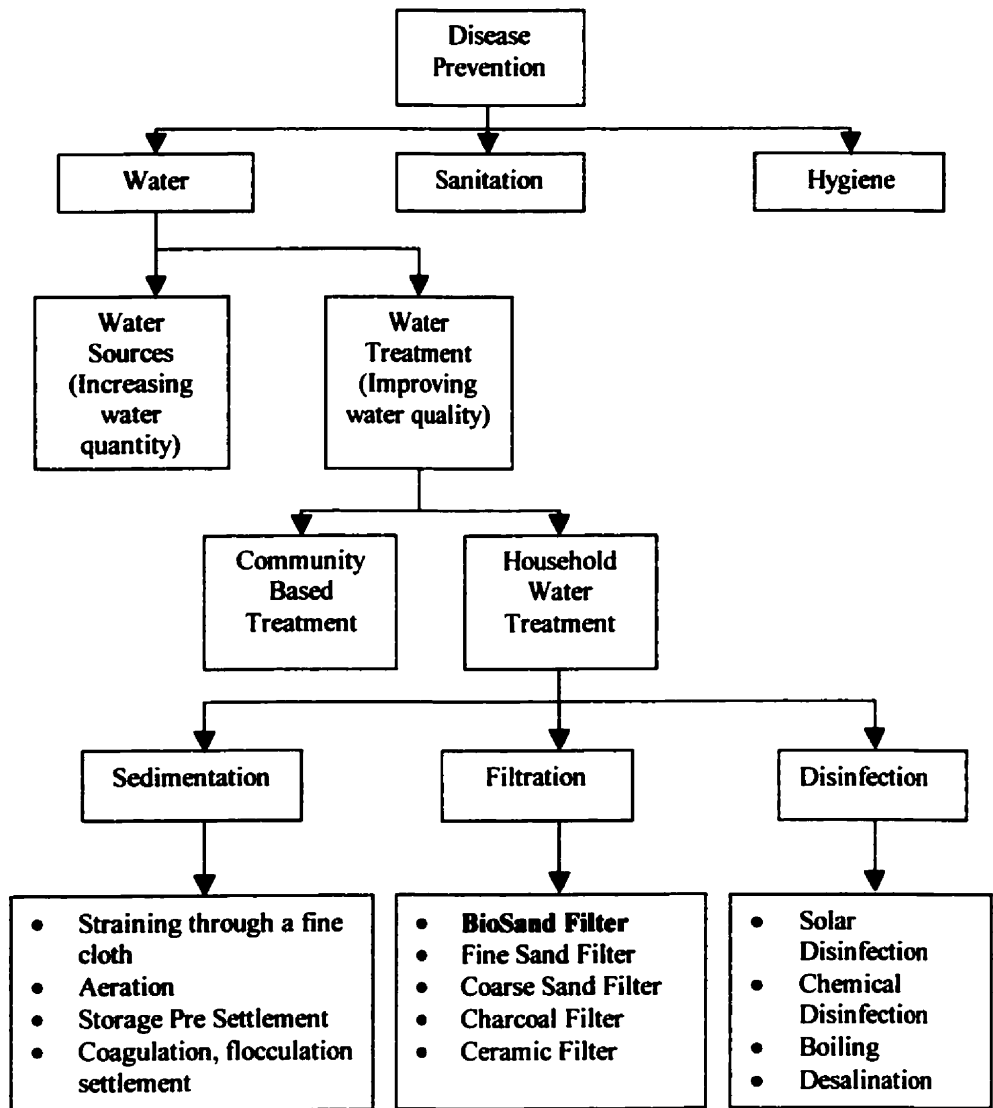 Disease
Prevention
Water
Sanitation
Hygiene
Water
Sources
(Increasing
water
quantity)
Water
Treatment
(Improving
water quality)
Community
Based
Treatment
Household
Water
Treatment
Sedimentation
Filtration
Disinfection
• Straining through a fine
cloth
• Aeration
• Storage Pre Settlement
• Coagulation, flocculation
settlement
• BioSand Filter
• Fine Sand Filter
• Coarse Sand Filter
• Charcoal Filter
• Ceramic Filter
• Solar
Disinfection
• Chemical
Disinfection
• Boiling
• Desalination